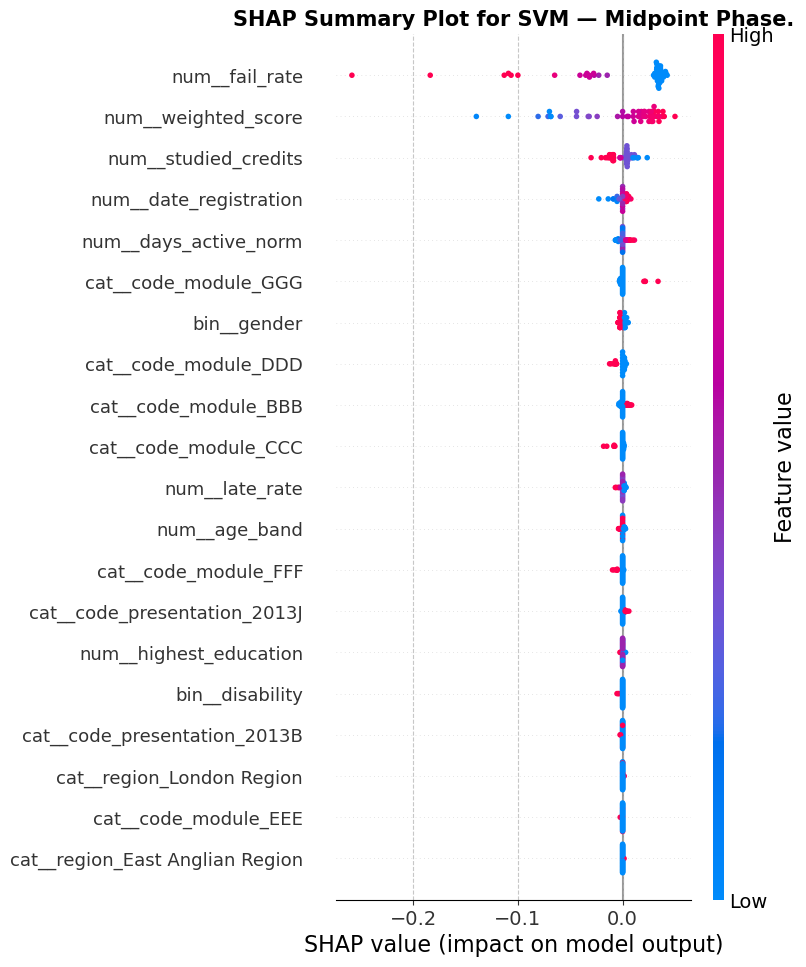 SHAP Summary Plot for SVM — Midpoint Phase.
High
num__fail_rate
num__weighted_score
num__studied_credits
num__date_registration
num__days_active_norm
cat__code_module_GGG
bin__gender
cat__code_module_DDD
cat__code_module_BBB
cat__code_module_CCC
num__late_rate
num__age_band
cat__code_module_FFF
cat__code_presentation_2013J
num__highest_education
bin__disability
cat__code_presentation_2013B
cat__region_London Region
cat__code_module_EEE
cat__region_East Anglian Region
Feature value
Low
−0.2 −0.1 0.0
SHAP value (impact on model output)